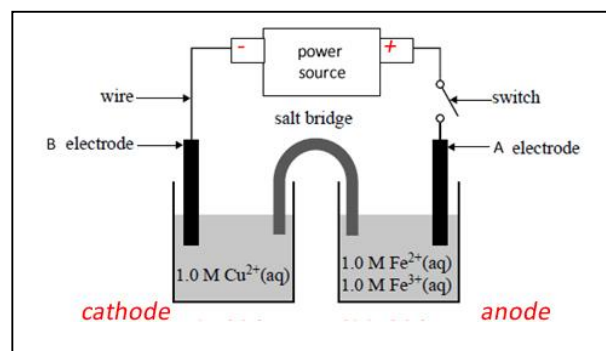 -
power
source
+
wire
switch
salt bridge
B electrode
A electrode
1.0 M Cu²⁺(aq)
1.0 M Fe²⁺(aq)
1.0 M Fe³⁺(aq)
cathode
anode